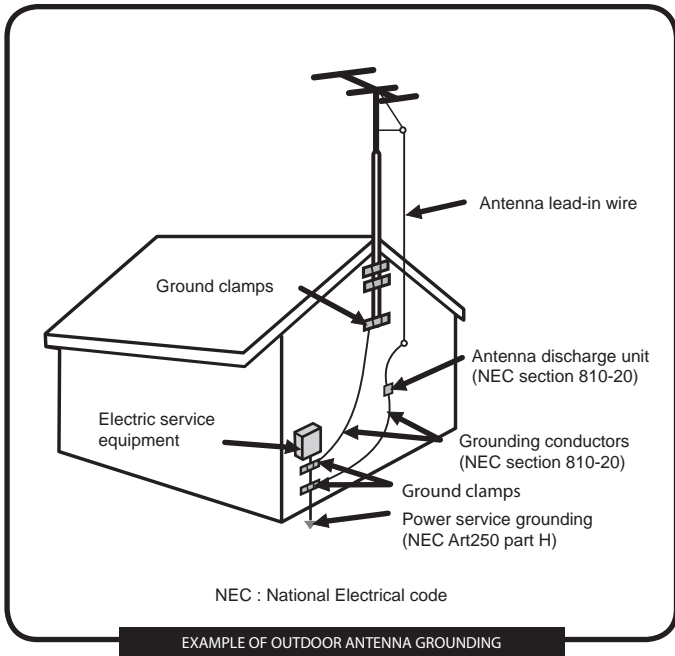 Antenna lead-in wire
Ground clamps
Antenna discharge unit
(NEC section 810-20)
Electric service
equipment
Grounding conductors
(NEC section 810-20)
Ground clamps
Power service grounding
(NEC Art250 part H)
NEC : National Electrical code
EXAMPLE OF OUTDOOR ANTENNA GROUNDING